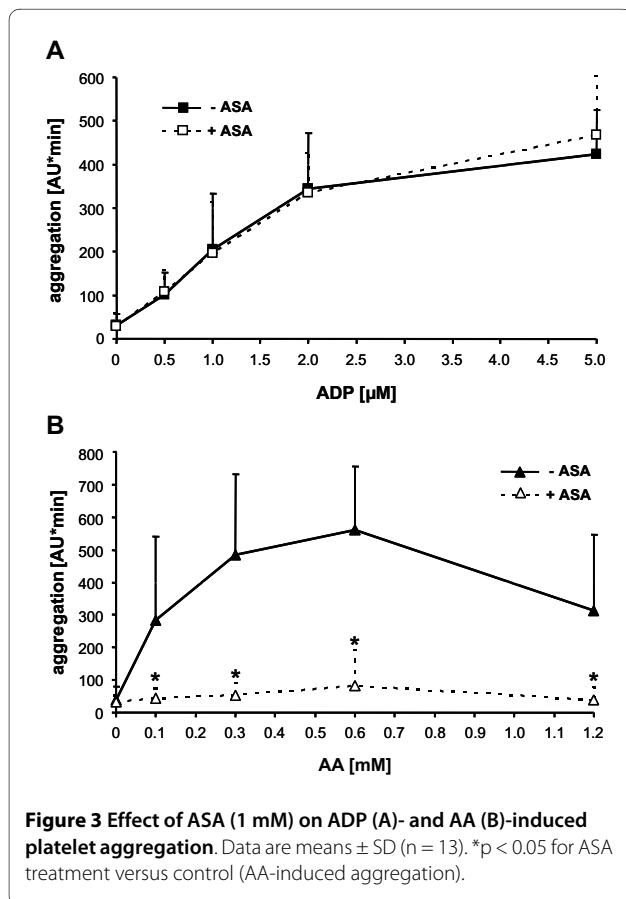 A
600
500
400
300
200
100
0
aggregation [AU*min]
- ASA
+ ASA
0 0.5 1.0 1.5 2.0 2.5 3.0 3.5 4.0 4.5 5.0
ADP [µM]
B
800
700
600
500
400
300
200
100
0
aggregation [AU*min]
- ASA
+ ASA
* * * *
0 0.1 0.2 0.3 0.4 0.5 0.6 0.7 0.8 0.9 1.0 1.1 1.2
AA [mM]
Figure 3 Effect of ASA (1 mM) on ADP (A)- and AA (B)-induced
platelet aggregation. Data are means ± SD (n = 13). *p < 0.05 for ASA
treatment versus control (AA-induced aggregation).